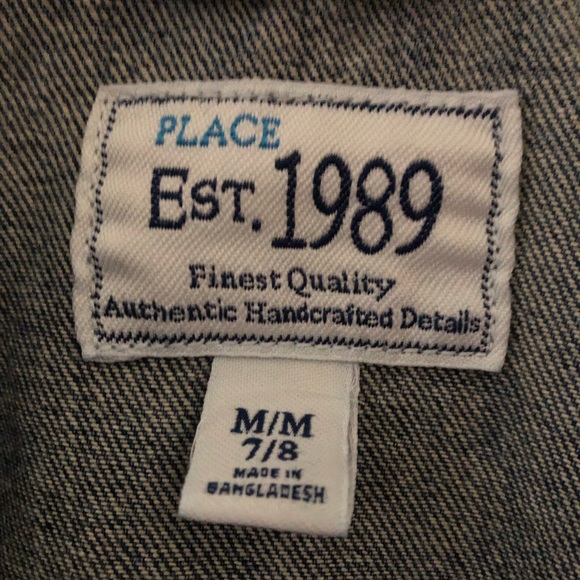 PLACE
EST. 1989
Finest Quality
Authentic Handcrafted Details
M/M
7/8
MADE IN
BANGLADESH